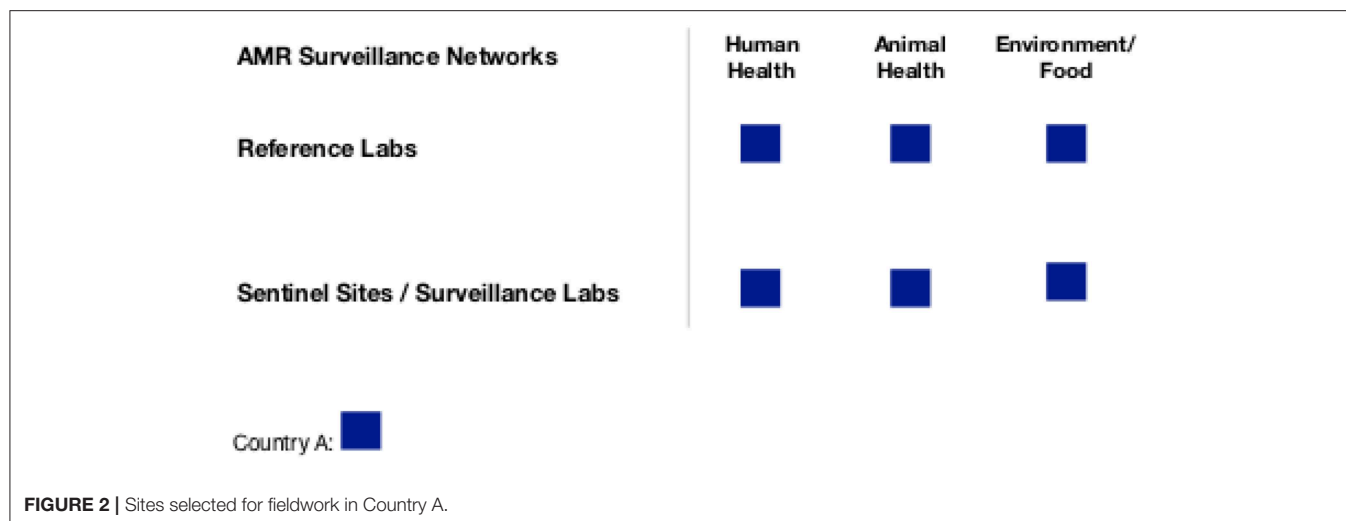 AMR Surveillance Networks
Human
Health
Animal
Health
Environment/
Food
Reference Labs
Sentinel Sites / Surveillance Labs
Country A:
FIGURE 2 | Sites selected for fieldwork in Country A.